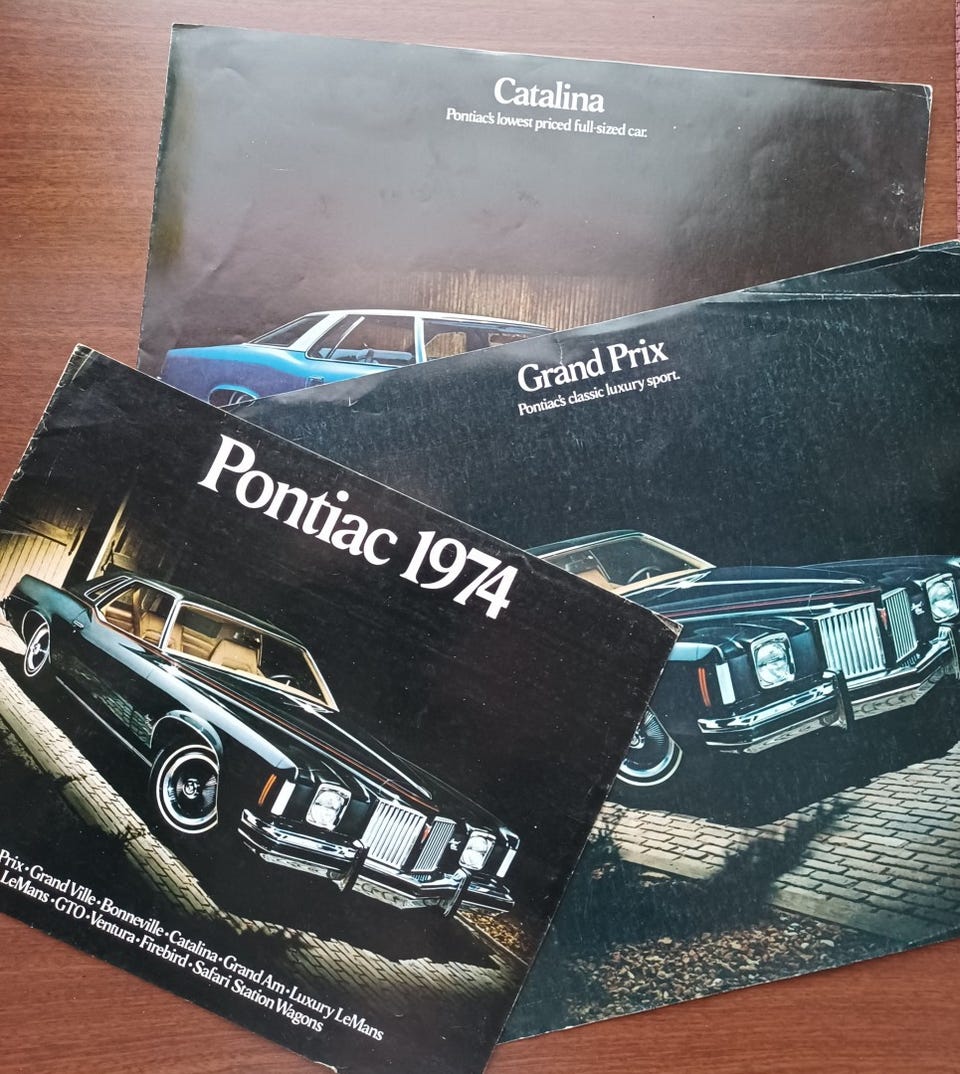 Catalina
Pontiac's lowest priced full-sized car.
Grand Prix
Pontiac's classic luxury sport.
Pontiac 1974
Prix • Grand Ville • Bonneville • Catalina • Grand Am • Luxury LeMans
LeMans • GTO • Ventura • Firebird • Safari Station Wagons